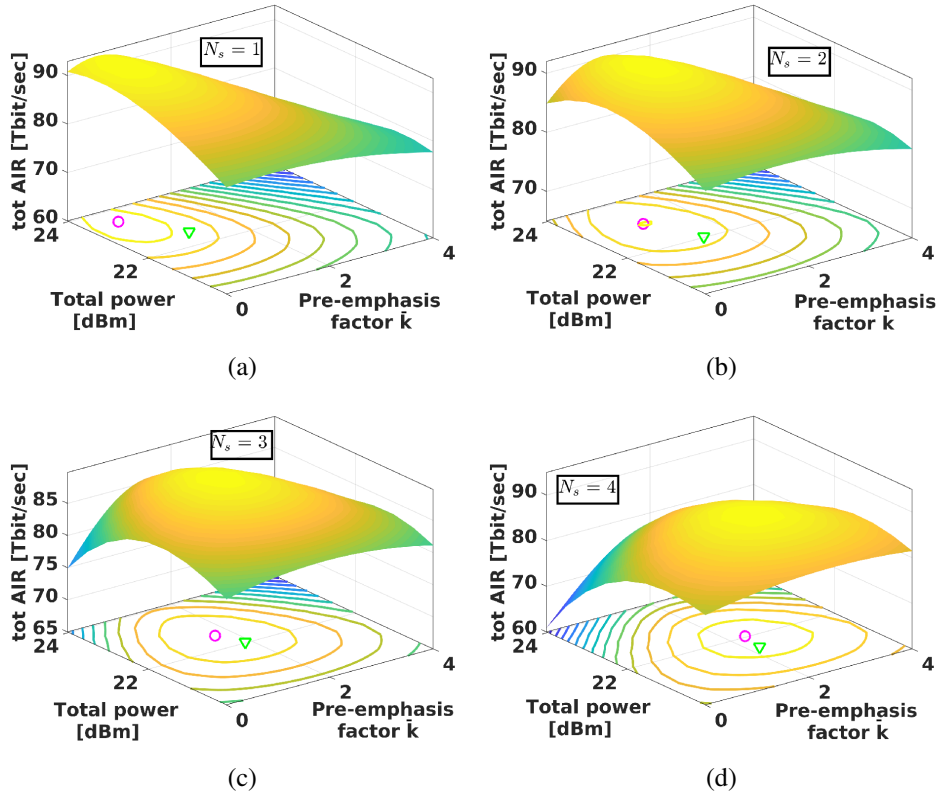 N_s = 1
tot AIR [Tbit/sec]
90
80
70
60
24
22
Total power
[dBm]
0
2
4
Pre-emphasis
factor k̄
(a)
N_s = 2
tot AIR [Tbit/sec]
90
80
70
24
22
Total power
[dBm]
0
2
4
Pre-emphasis
factor k̄
(b)
N_s = 3
tot AIR [Tbit/sec]
85
80
75
70
65
24
22
Total power
[dBm]
0
2
4
Pre-emphasis
factor k̄
(c)
N_s = 4
tot AIR [Tbit/sec]
90
80
70
60
24
22
Total power
[dBm]
0
2
4
Pre-emphasis
factor k̄
(d)